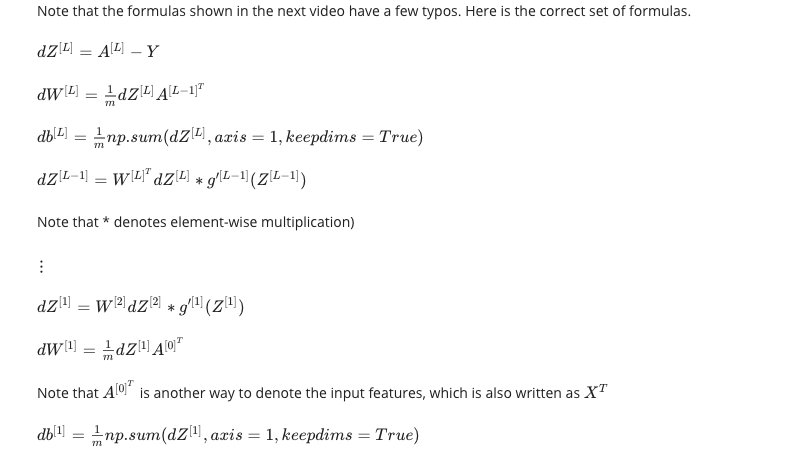 Note that the formulas shown in the next video have a few typos. Here is the correct set of formulas.
dZ^{[L]} = A^{[L]} − Y
dW^{[L]} = \frac{1}{m} dZ^{[L]} A^{[L−1]^T}
db^{[L]} = \frac{1}{m} np.sum(dZ^{[L]}, axis = 1, keepdims = True)
dZ^{[L−1]} = W^{[L]^T} dZ^{[L]} * g'^{[L−1]}(Z^{[L−1]})
Note that * denotes element-wise multiplication)
⋮
dZ^{[1]} = W^{[2]} dZ^{[2]} * g'^{[1]}(Z^{[1]})
dW^{[1]} = \frac{1}{m} dZ^{[1]} A^{[0]^T}
Note that A^{[0]^T} is another way to denote the input features, which is also written as X^T
db^{[1]} = \frac{1}{m} np.sum(dZ^{[1]}, axis = 1, keepdims = True)